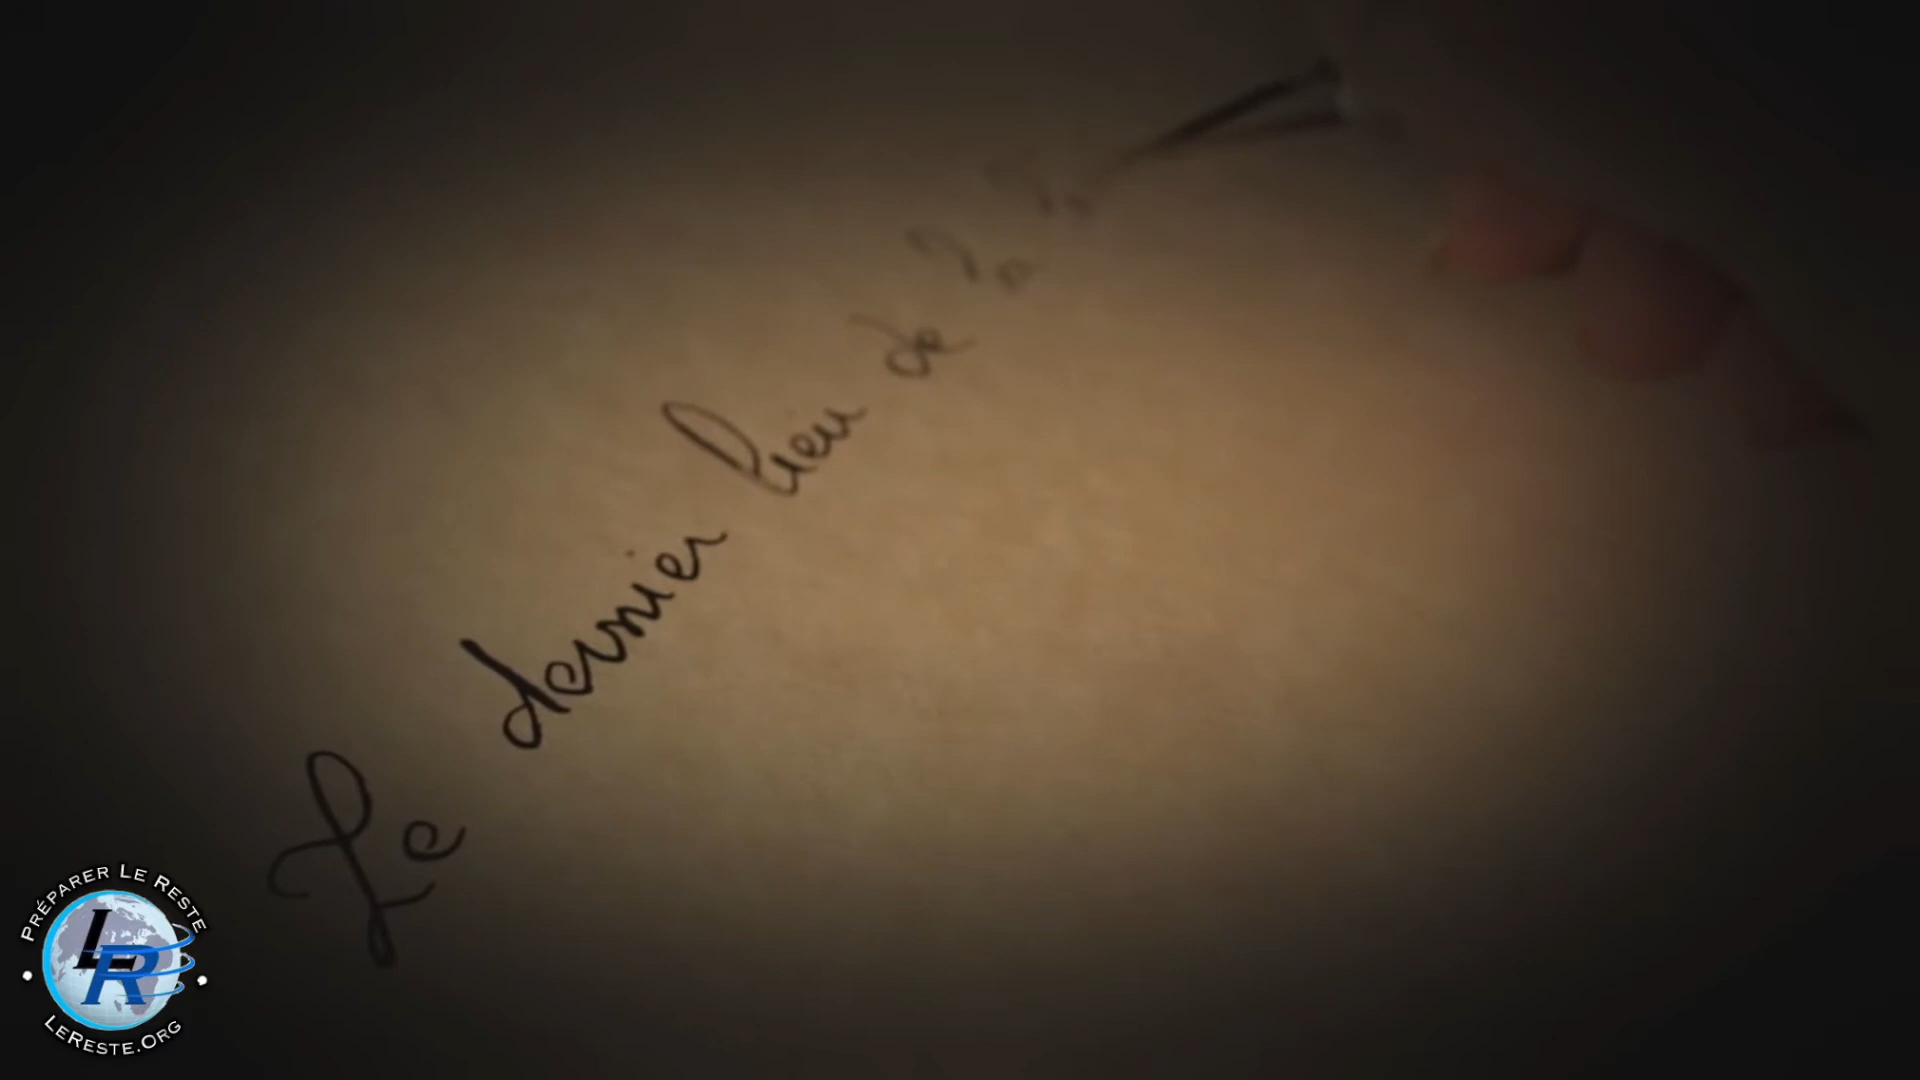 Le dernier lieu de
PRÉPARER LE RESTE
LR
LERESTE.ORG